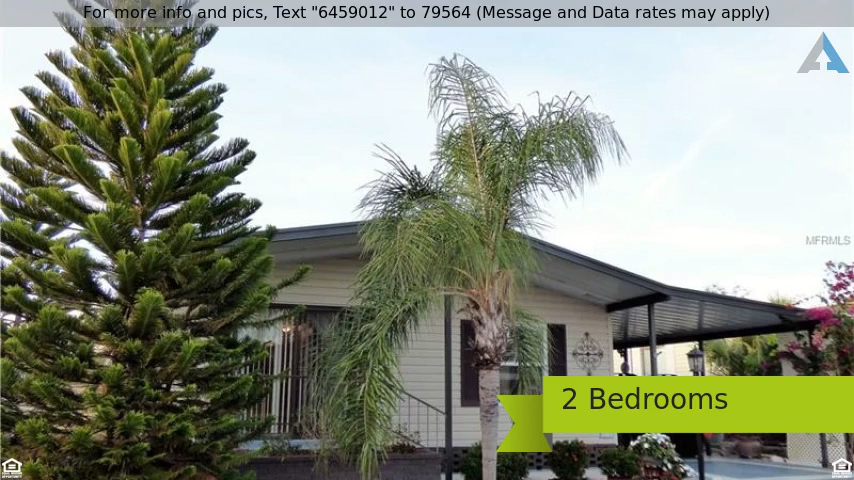 For more info and pics, Text "6459012" to 79564 (Message and Data rates may apply)
MFRMLS
2 Bedrooms